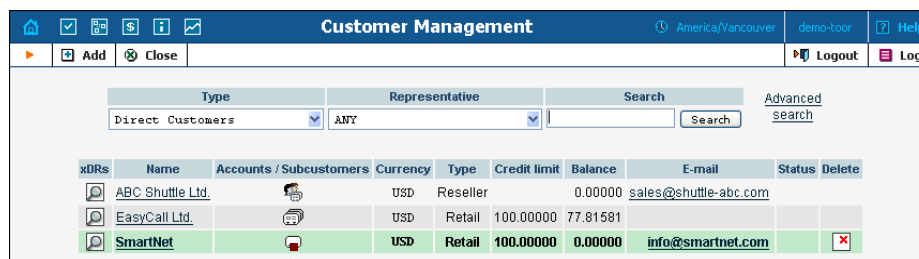 Customer Management America/Vancouver demo-toor Help
Add Close Logout Log
Type Representative Search
Advanced search
Direct Customers ANY Search
xDRs Name Accounts / Subcustomers Currency Type Credit limit Balance E-mail Status Delete
ABC Shuttle Ltd. USD Reseller 0.00000 sales@shuttle-abc.com
EasyCall Ltd. USD Retail 100.00000 77.81581
SmartNet USD Retail 100.00000 0.00000 info@smartnet.com